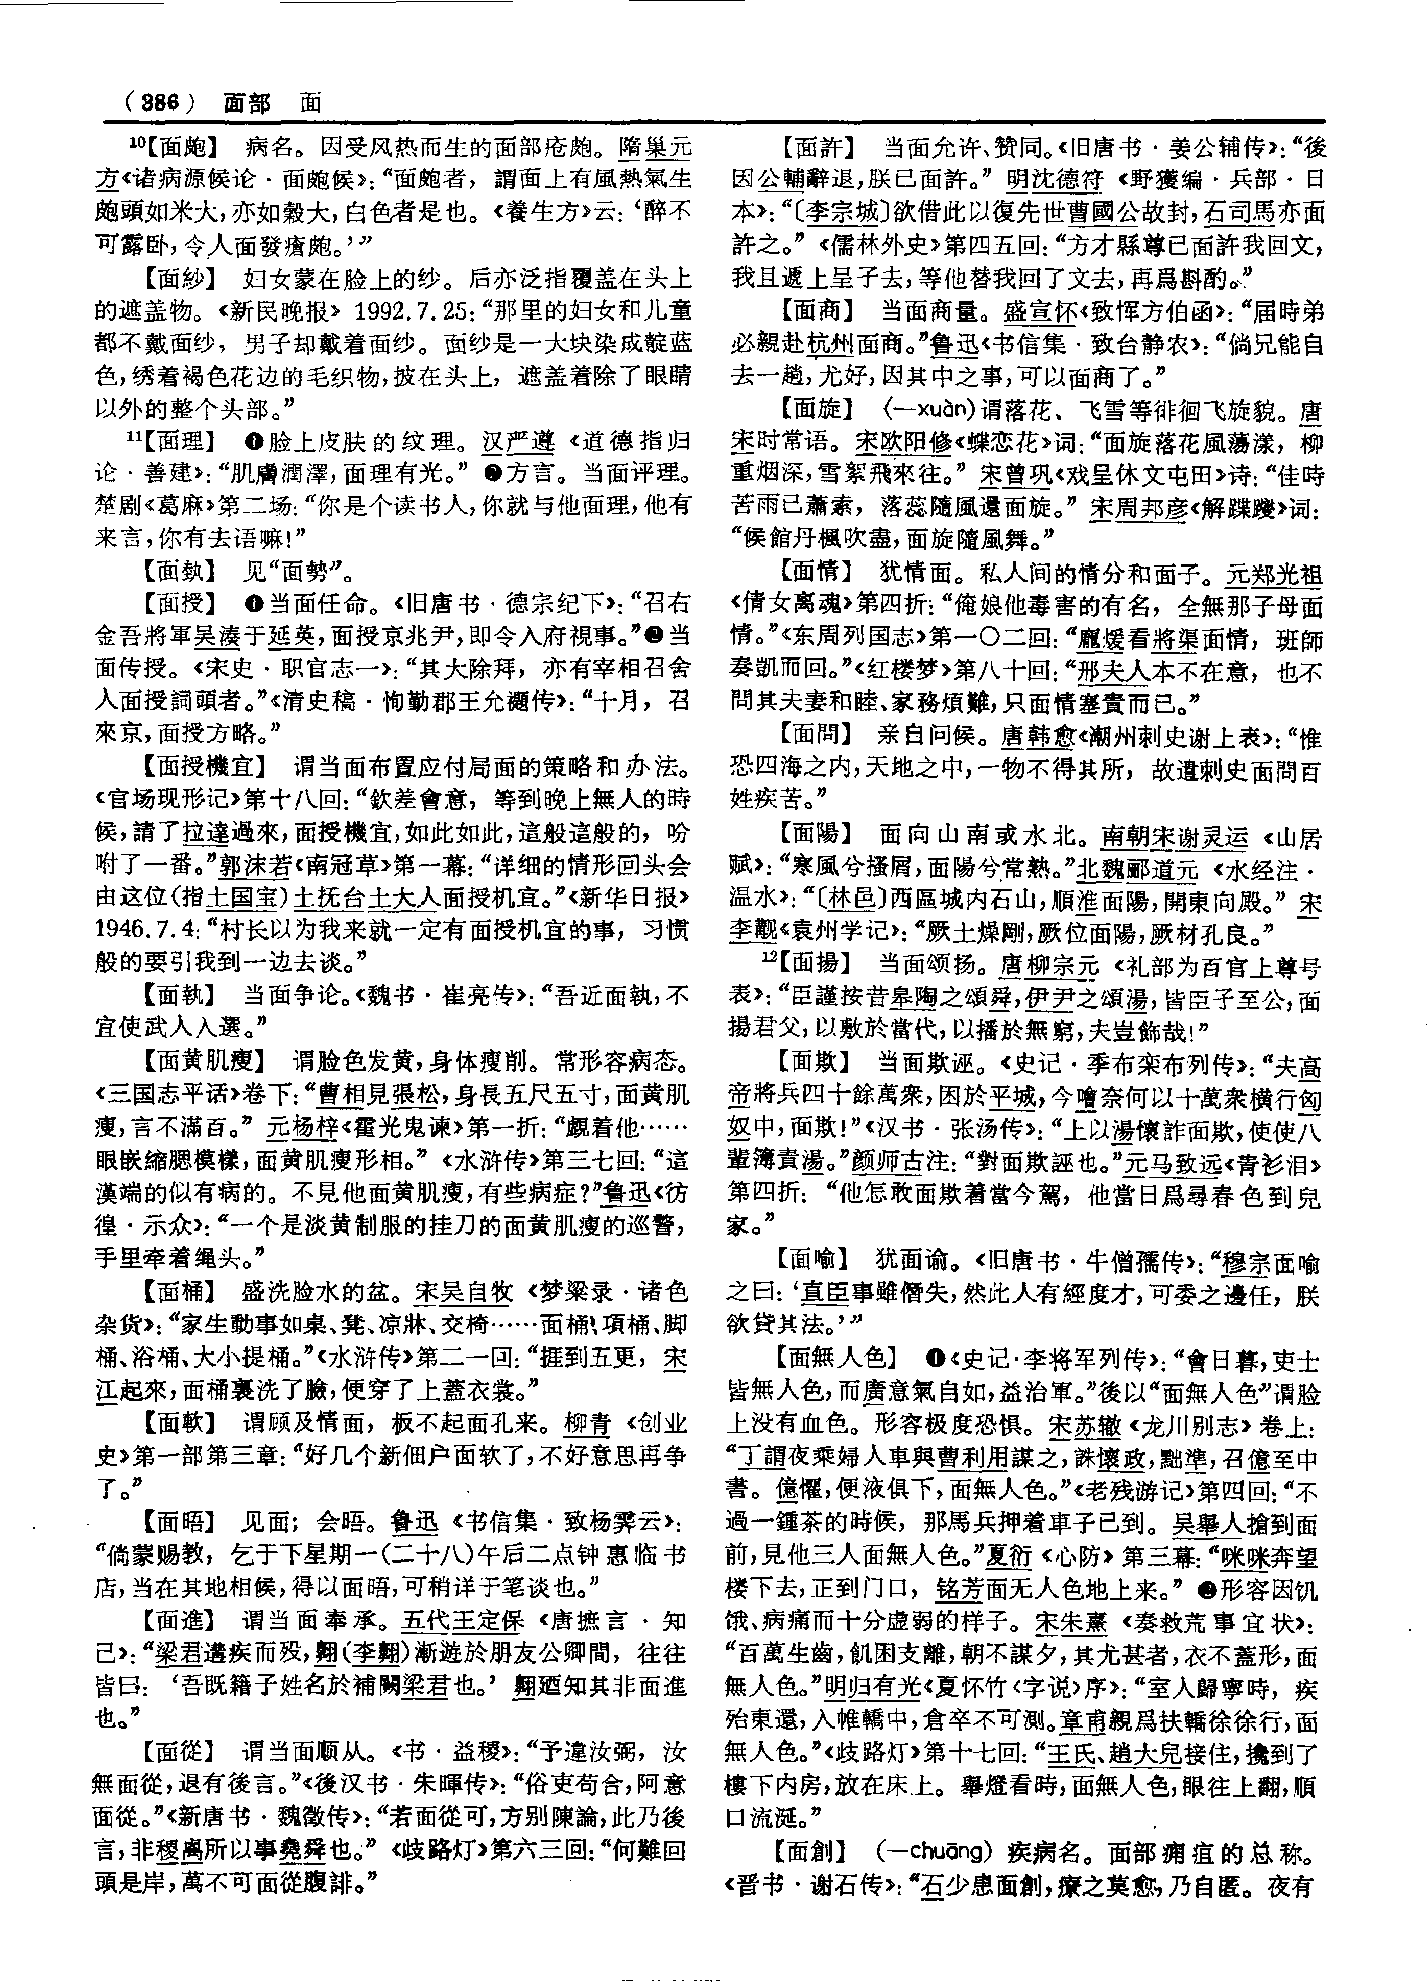 （386） 面部 面
10【面皰】 病名。因受风热而生的面部疮皰。隋巢元
方《诸病源候论·面皰候》：“面皰者，謂面上有風熱氣生
皰頭如米大，亦如穀大，白色者是也。《養生方》云：‘醉不
可露卧，令人面發瘡皰。’”
【面紗】 妇女蒙在脸上的纱。后亦泛指覆盖在头上
的遮盖物。《新民晚报》 1992.7.25：“那里的妇女和儿童
都不戴面纱，男子却戴着面纱。面纱是一大块染成靛蓝
色，绣着褐色花边的毛织物，披在头上，遮盖着除了眼睛
以外的整个头部。”
11【面理】 ❶脸上皮肤的纹理。汉严遵《道德指归
论·善建》：“肌膚潤澤，面理有光。” ❷方言。当面评理。
楚剧《葛麻》第二场：“你是个读书人，你就与他面理，他有
来言，你有去语嘛！”
【面埶】 见“面勢”。
【面授】 ❶当面任命。《旧唐书·德宗纪下》：“召右
金吾將軍吴湊于延英，面授京兆尹，即令入府視事。”❷当
面传授。《宋史·职官志一》：“其大除拜，亦有宰相召舍
人面授詞頭者。”《清史稿·恂勤郡王允禵传》：“十月，召
來京，面授方略。”
【面授機宜】 谓当面布置应付局面的策略和办法。
《官场现形记》第十八回：“欽差會意，等到晚上無人的時
候，請了拉達過來，面授機宜，如此如此，這般這般的，吩
咐了一番。”郭沫若《南冠草》第一幕：“详细的情形回头会
由这位（指土国宝）土抚台土大人面授机宜。”《新华日报》
1946.7.4：“村长以为我来就一定有面授机宜的事，习惯
般的要引我到一边去谈。”
【面執】 当面争论。《魏书·崔亮传》：“吾近面執，不
宜使武人入選。”
【面黄肌瘦】 谓脸色发黄，身体瘦削。常形容病态。
《三国志平话》卷下：“曹相見張松，身長五尺五寸，面黄肌
瘦，言不滿百。” 元杨梓《霍光鬼谏》第一折：“覷着他……
眼嵌縮腮模樣，面黄肌瘦形相。”《水浒传》第三七回：“這
漢端的似有病的。不見他面黄肌瘦，有些病症？”鲁迅《彷
徨·示众》：“一个是淡黄制服的挂刀的面黄肌瘦的巡警，
手里牵着绳头。”
【面桶】 盛洗脸水的盆。宋吴自牧《梦粱录·诸色
杂货》：“家生動事如桌、凳、凉牀、交椅……面桶、項桶、脚
桶、浴桶、大小提桶。”《水浒传》第二一回：“捱到五更，宋
江起來，面桶裏洗了臉，便穿了上蓋衣裳。”
【面軟】 谓顾及情面，板不起面孔来。柳青《创业
史》第一部第三章：“好几个新佃户面软了，不好意思再争
了。”
【面晤】 见面；会晤。鲁迅《书信集·致杨霁云》：
“倘蒙赐教，乞于下星期一（二十八）午后二点钟惠临书
店，当在其地相候，得以面晤，可稍详于笔谈也。”
【面進】 谓当面奉承。五代王定保《唐摭言·知
己》：“梁君遘疾而殁，翱（李翱）漸遊於朋友公卿間，往往
皆曰：‘吾既籍子姓名於補闕梁君也。’翱迺知其非面進
也。”
【面從】 谓当面顺从。《书·益稷》：“予違汝弼，汝
無面從，退有後言。”《後汉书·朱暉传》：“俗吏苟合，阿意
面從。”《新唐书·魏徵传》：“若面從可，方别陳論，此乃後
言，非稷禼所以事堯舜也。”《歧路灯》第六三回：“何難回
頭是岸，萬不可面從腹誹。”
【面許】 当面允许、赞同。《旧唐书·姜公辅传》：“後
因公輔辭退，朕已面許。” 明沈德符《野獲编·兵部·日
本》：“〔李宗城〕欲借此以復先世曹國公故封，石司馬亦面
許之。”《儒林外史》第四五回：“方才縣尊已面許我回文，
我且遞上呈子去，等他替我回了文去，再爲斟酌。”
【面商】 当面商量。盛宣怀《致恽方伯函》：“届時弟
必親赴杭州面商。”鲁迅《书信集·致台静农》：“倘兄能自
去一趟，尤好，因其中之事，可以面商了。”
【面旋】 （—xuàn）谓落花、飞雪等徘徊飞旋貌。唐
宋时常语。宋欧阳修《蝶恋花》词：“面旋落花風蕩漾，柳
重烟深，雪絮飛來往。” 宋曾巩《戏呈休文屯田》诗：“佳時
苦雨已蕭索，落蕊隨風還面旋。” 宋周邦彦《解蹀躞》词：
“候館丹楓吹盡，面旋隨風舞。”
【面情】 犹情面。私人间的情分和面子。元郑光祖
《倩女离魂》第四折：“俺娘他毒害的有名，全無那子母面
情。”《东周列国志》第一〇二回：“龐煖看將渠面情，班師
奏凱而回。”《红楼梦》第八十回：“邢夫人本不在意，也不
問其夫妻和睦、家務煩難，只面情塞責而已。”
【面問】 亲自问候。唐韩愈《潮州刺史谢上表》：“惟
恐四海之内，天地之中，一物不得其所，故遣刺史面問百
姓疾苦。”
【面陽】 面向山南或水北。南朝宋谢灵运《山居
赋》：“寒風兮搔屑，面陽兮常熱。”北魏郦道元《水经注·
温水》：“〔林邑〕西區城内石山，順淮面陽，開東向殿。” 宋
李觏《袁州学记》：“厥土燥剛，厥位面陽，厥材孔良。”
12【面揚】 当面颂扬。唐柳宗元《礼部为百官上尊号
表》：“臣謹按昔皋陶之頌舜，伊尹之頌湯，皆臣子至公，面
揚君父，以敷於當代，以播於無窮，夫豈飾哉！”
【面欺】 当面欺诬。《史记·季布栾布列传》：“夫高
帝將兵四十餘萬衆，困於平城，今噲奈何以十萬衆横行匈
奴中，面欺！”《汉书·张汤传》：“上以湯懷詐面欺，使使八
輩簿責湯。”颜师古注：“對面欺誣也。”元马致远《青衫泪》
第四折：“他怎敢面欺着當今駕，他當日爲尋春色到兒
家。”
【面喻】 犹面谕。《旧唐书·牛僧孺传》：“穆宗面喻
之曰：‘直臣事雖僭失，然此人有經度才，可委之邊任，朕
欲貸其法。’”
【面無人色】 ❶《史记·李将军列传》：“會日暮，吏士
皆無人色，而廣意氣自如，益治軍。”後以“面無人色”谓脸
上没有血色。形容极度恐惧。宋苏辙《龙川别志》卷上：
“丁謂夜乘婦人車與曹利用謀之，誅懷政，黜準，召億至中
書。億懼，便液俱下，面無人色。”《老残游记》第四回：“不
過一鍾茶的時候，那馬兵押着車子已到。吴舉人搶到面
前，見他三人面無人色。”夏衍《心防》第三幕：“咪咪奔望
楼下去，正到门口，铭芳面无人色地上来。” ❷形容因饥
饿、病痛而十分虚弱的样子。宋朱熹《奏救荒事宜状》：
“百萬生齒，飢困支離，朝不謀夕，其尤甚者，衣不蓋形，面
無人色。”明归有光《夏怀竹〈字说〉序》：“室人歸寧時，疾
殆東還，入帷轎中，倉卒不可測。章甫親爲扶轎徐徐行，面
無人色。”《歧路灯》第十七回：“王氏、趙大兒接住，攙到了
樓下内房，放在床上。舉燈看時，面無人色，眼往上翻，順
口流涎。”
【面創】 （—chuāng）疾病名。面部痈疽的总称。
《晋书·谢石传》：“石少患面創，療之莫愈，乃自匿。夜有